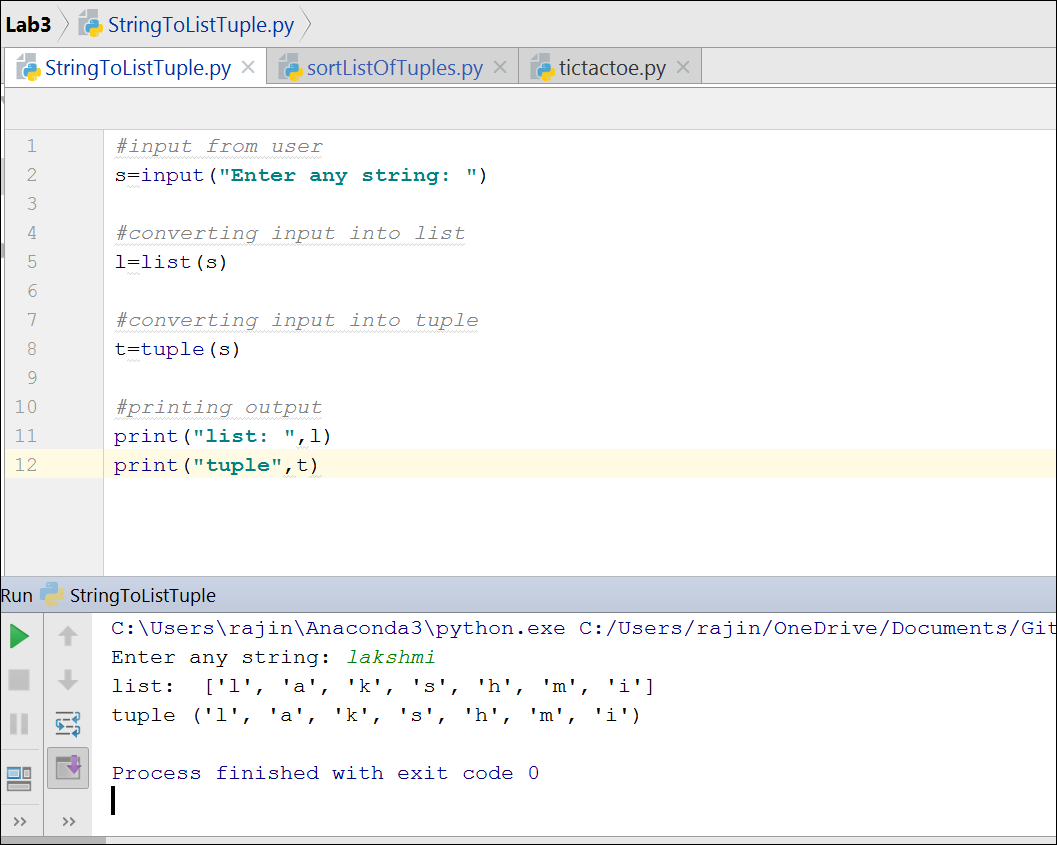 Lab3 StringToListTuple.py
StringToListTuple.py sortListOfTuples.py tictactoe.py
1 #input from user
2 s=input("Enter any string: ")
3
4 #converting input into list
5 l=list(s)
6
7 #converting input into tuple
8 t=tuple(s)
9
10 #printing output
11 print("list: ",l)
12 print("tuple",t)
Run StringToListTuple
C:\Users\rajin\Anaconda3\python.exe C:/Users/rajin/OneDrive/Documents/Git
Enter any string: lakshmi
list:  ['l', 'a', 'k', 's', 'h', 'm', 'i']
tuple ('l', 'a', 'k', 's', 'h', 'm', 'i')
Process finished with exit code 0